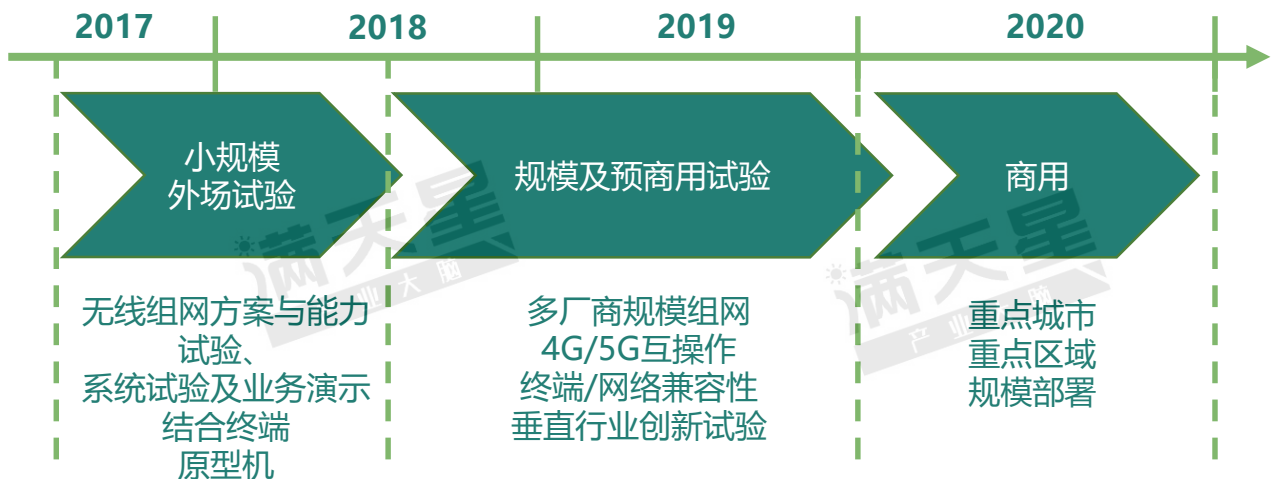 2017
2018
2019
2020
小规模
外场试验
规模及预商用试验
商用
无线组网方案与能力
试验、
系统试验及业务演示
结合终端
原型机
多厂商规模组网
4G/5G互操作
终端/网络兼容性
垂直行业创新试验
重点城市
重点区域
规模部署
满天星
产业大脑
满天星
产业大脑